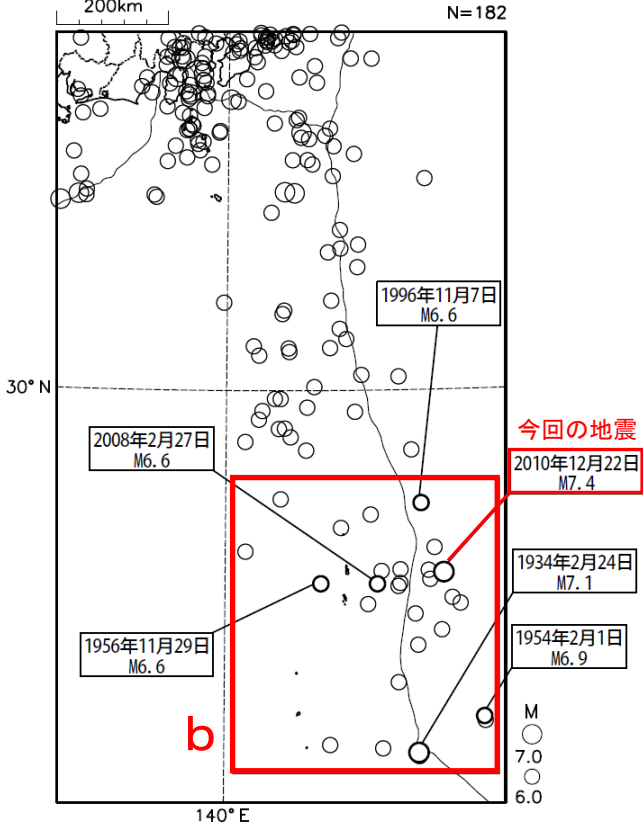 200km
N=182
1996年11月7日
M6.6
30°N
2008年2月27日
M6.6
今回の地震
2010年12月22日
M7.4
1934年2月24日
M7.1
1956年11月29日
M6.6
1954年2月1日
M6.9
b
M
7.0
6.0
140°E